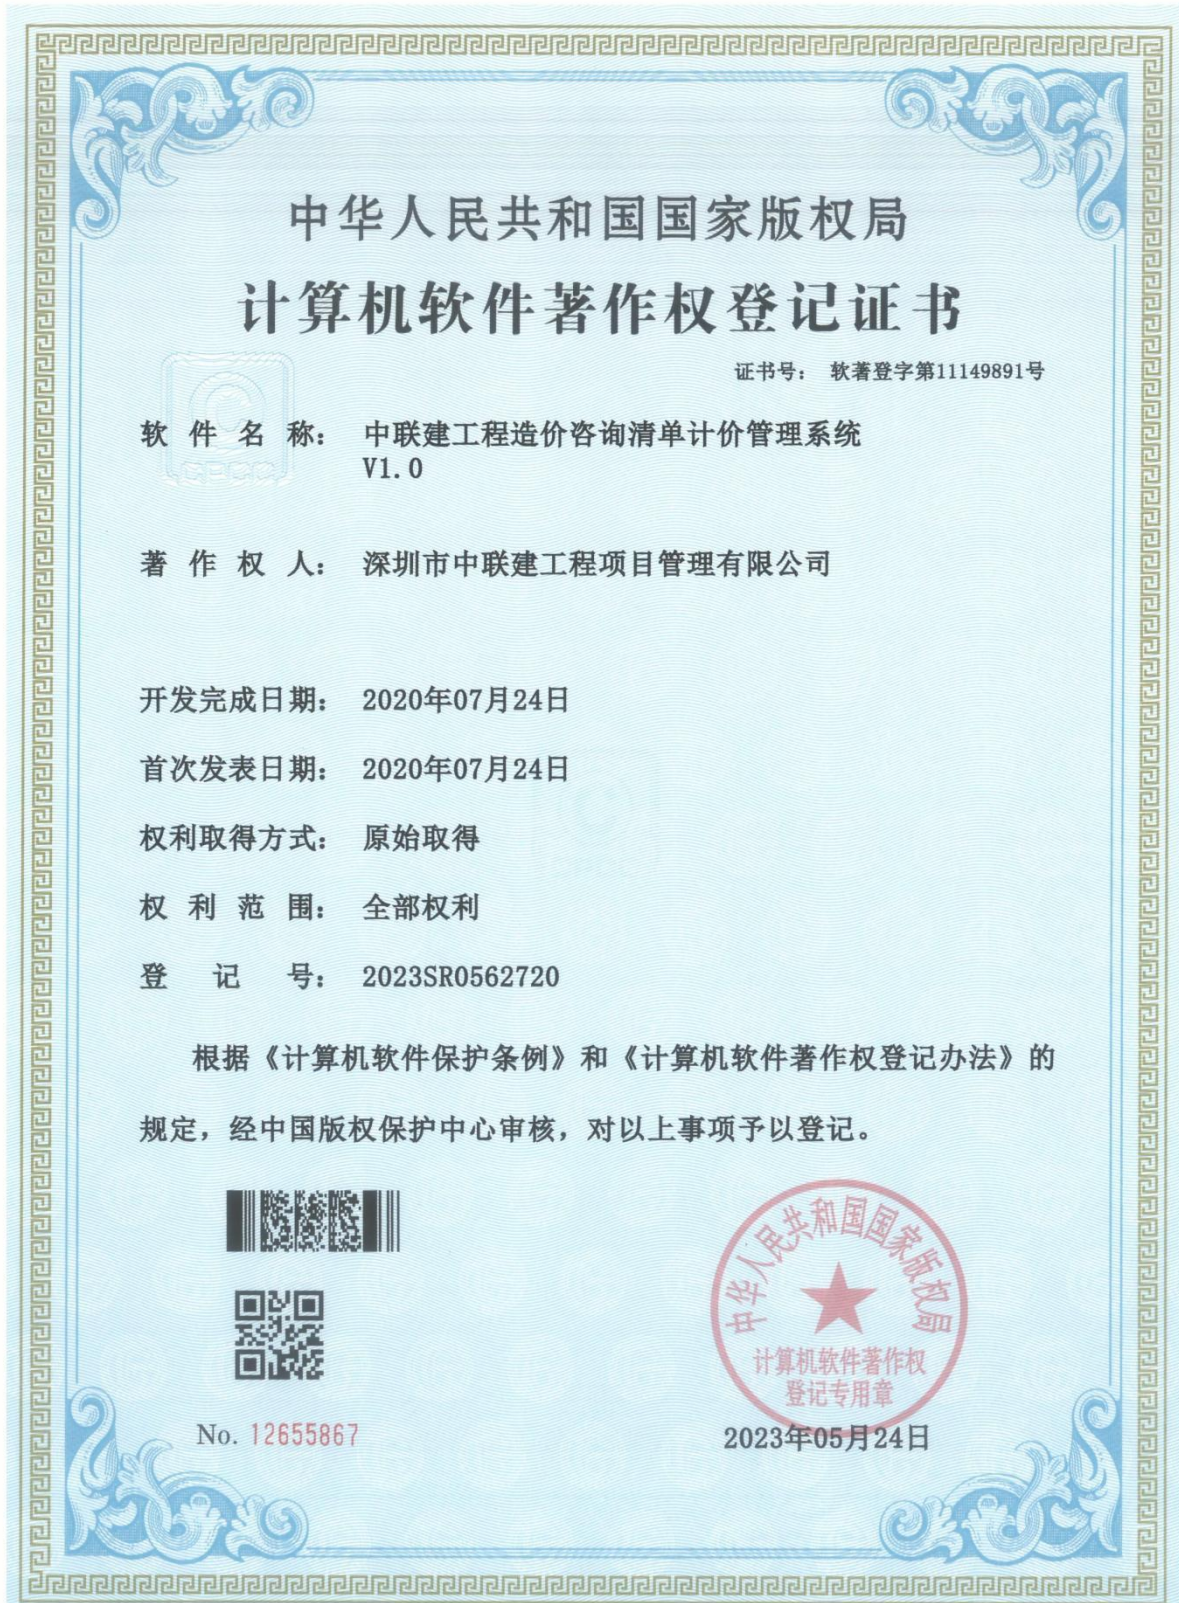 中华人民共和国国家版权局
计算机软件著作权登记证书
证书号： 软著登字第11149891号
软件名称： 中联建工程造价咨询清单计价管理系统
V1.0
著作权人： 深圳市中联建工程项目管理有限公司
开发完成日期： 2020年07月24日
首次发表日期： 2020年07月24日
权利取得方式： 原始取得
权利范围： 全部权利
登记号： 2023SR0562720
根据《计算机软件保护条例》和《计算机软件著作权登记办法》的
规定，经中国版权保护中心审核，对以上事项予以登记。
中华人民共和国国家版权局
计算机软件著作权
登记专用章
No. 12655867
2023年05月24日